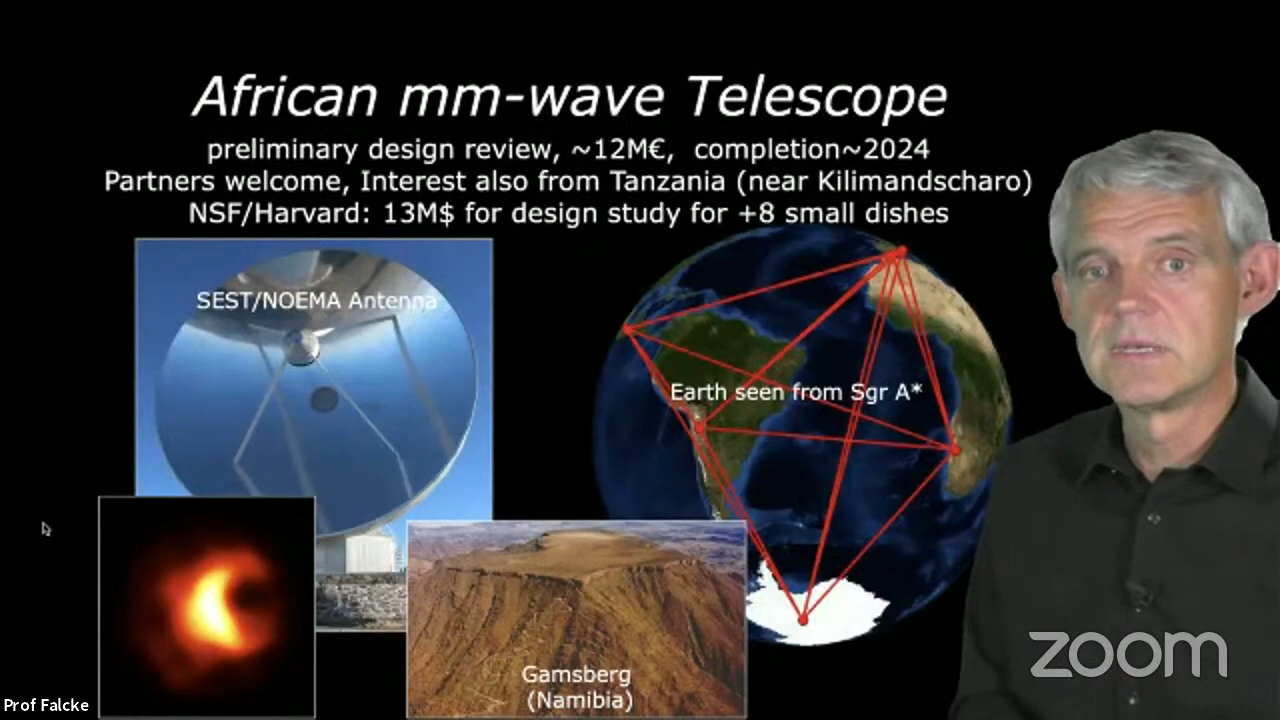 African mm-wave Telescope
preliminary design review, ~12M€, completion~2024
Partners welcome, Interest also from Tanzania (near Kilimandscharo)
NSF/Harvard: 13M$ for design study for +8 small dishes
SEST/NOEMA Antenna
Earth seen from Sgr A*
Gamsberg
(Namibia)
zoom
Prof Falcke